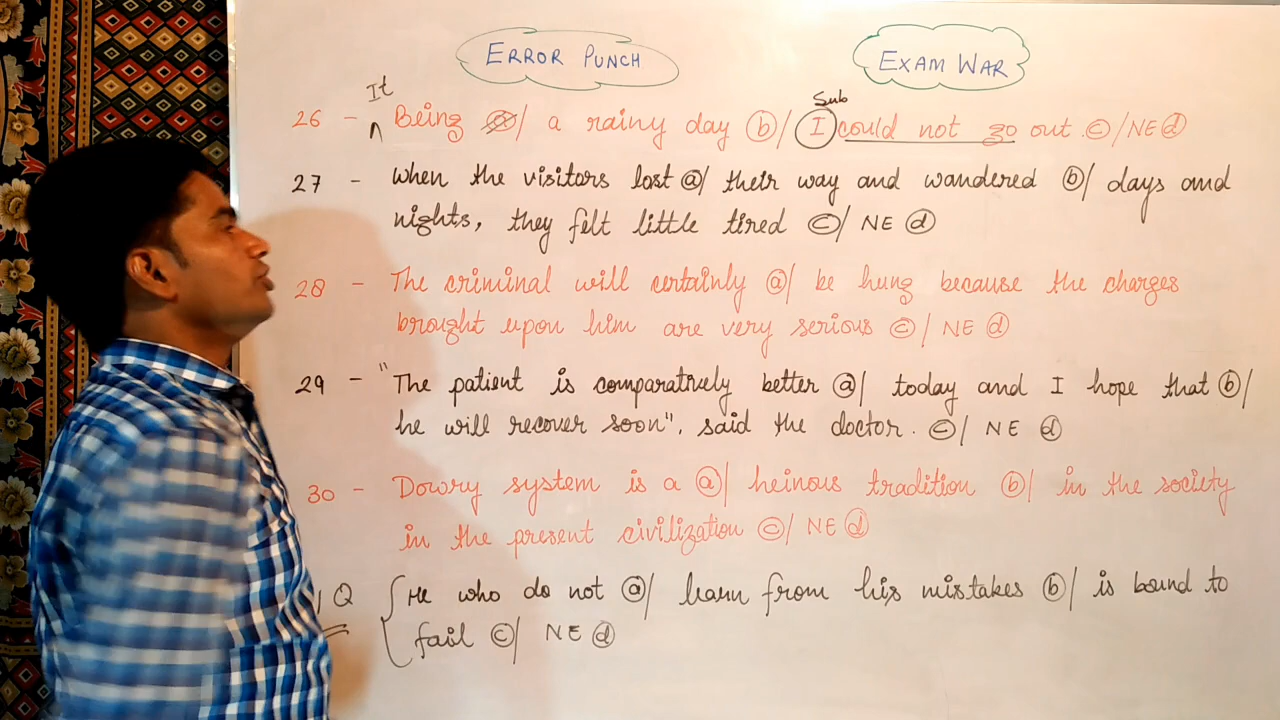 ERROR PUNCH
EXAM WAR
It
Sub
26 - ∧ Being ⓐ/ a rainy day ⓑ/ I could not go out ⓒ/NE ⓓ
27 - When the visitors lost ⓐ/ their way and wandered ⓑ/ days and
nights, they felt little tired ⓒ/ NE ⓓ
28 - The criminal will certainly ⓐ/ be hung because the charges
brought upon him are very serious ⓒ/ NE ⓓ
29 - "The patient is comparatively better ⓐ/ today and I hope that ⓑ/
he will recover soon", said the doctor. ⓒ/ NE ⓓ
30 - Dowry system is a ⓐ/ heinous tradition ⓑ/ in the society
in the present civilization ⓒ/ NE ⓓ
Q He who do not ⓐ/ learn from his mistakes ⓑ/ is bound to
fail ⓒ/ NE ⓓ